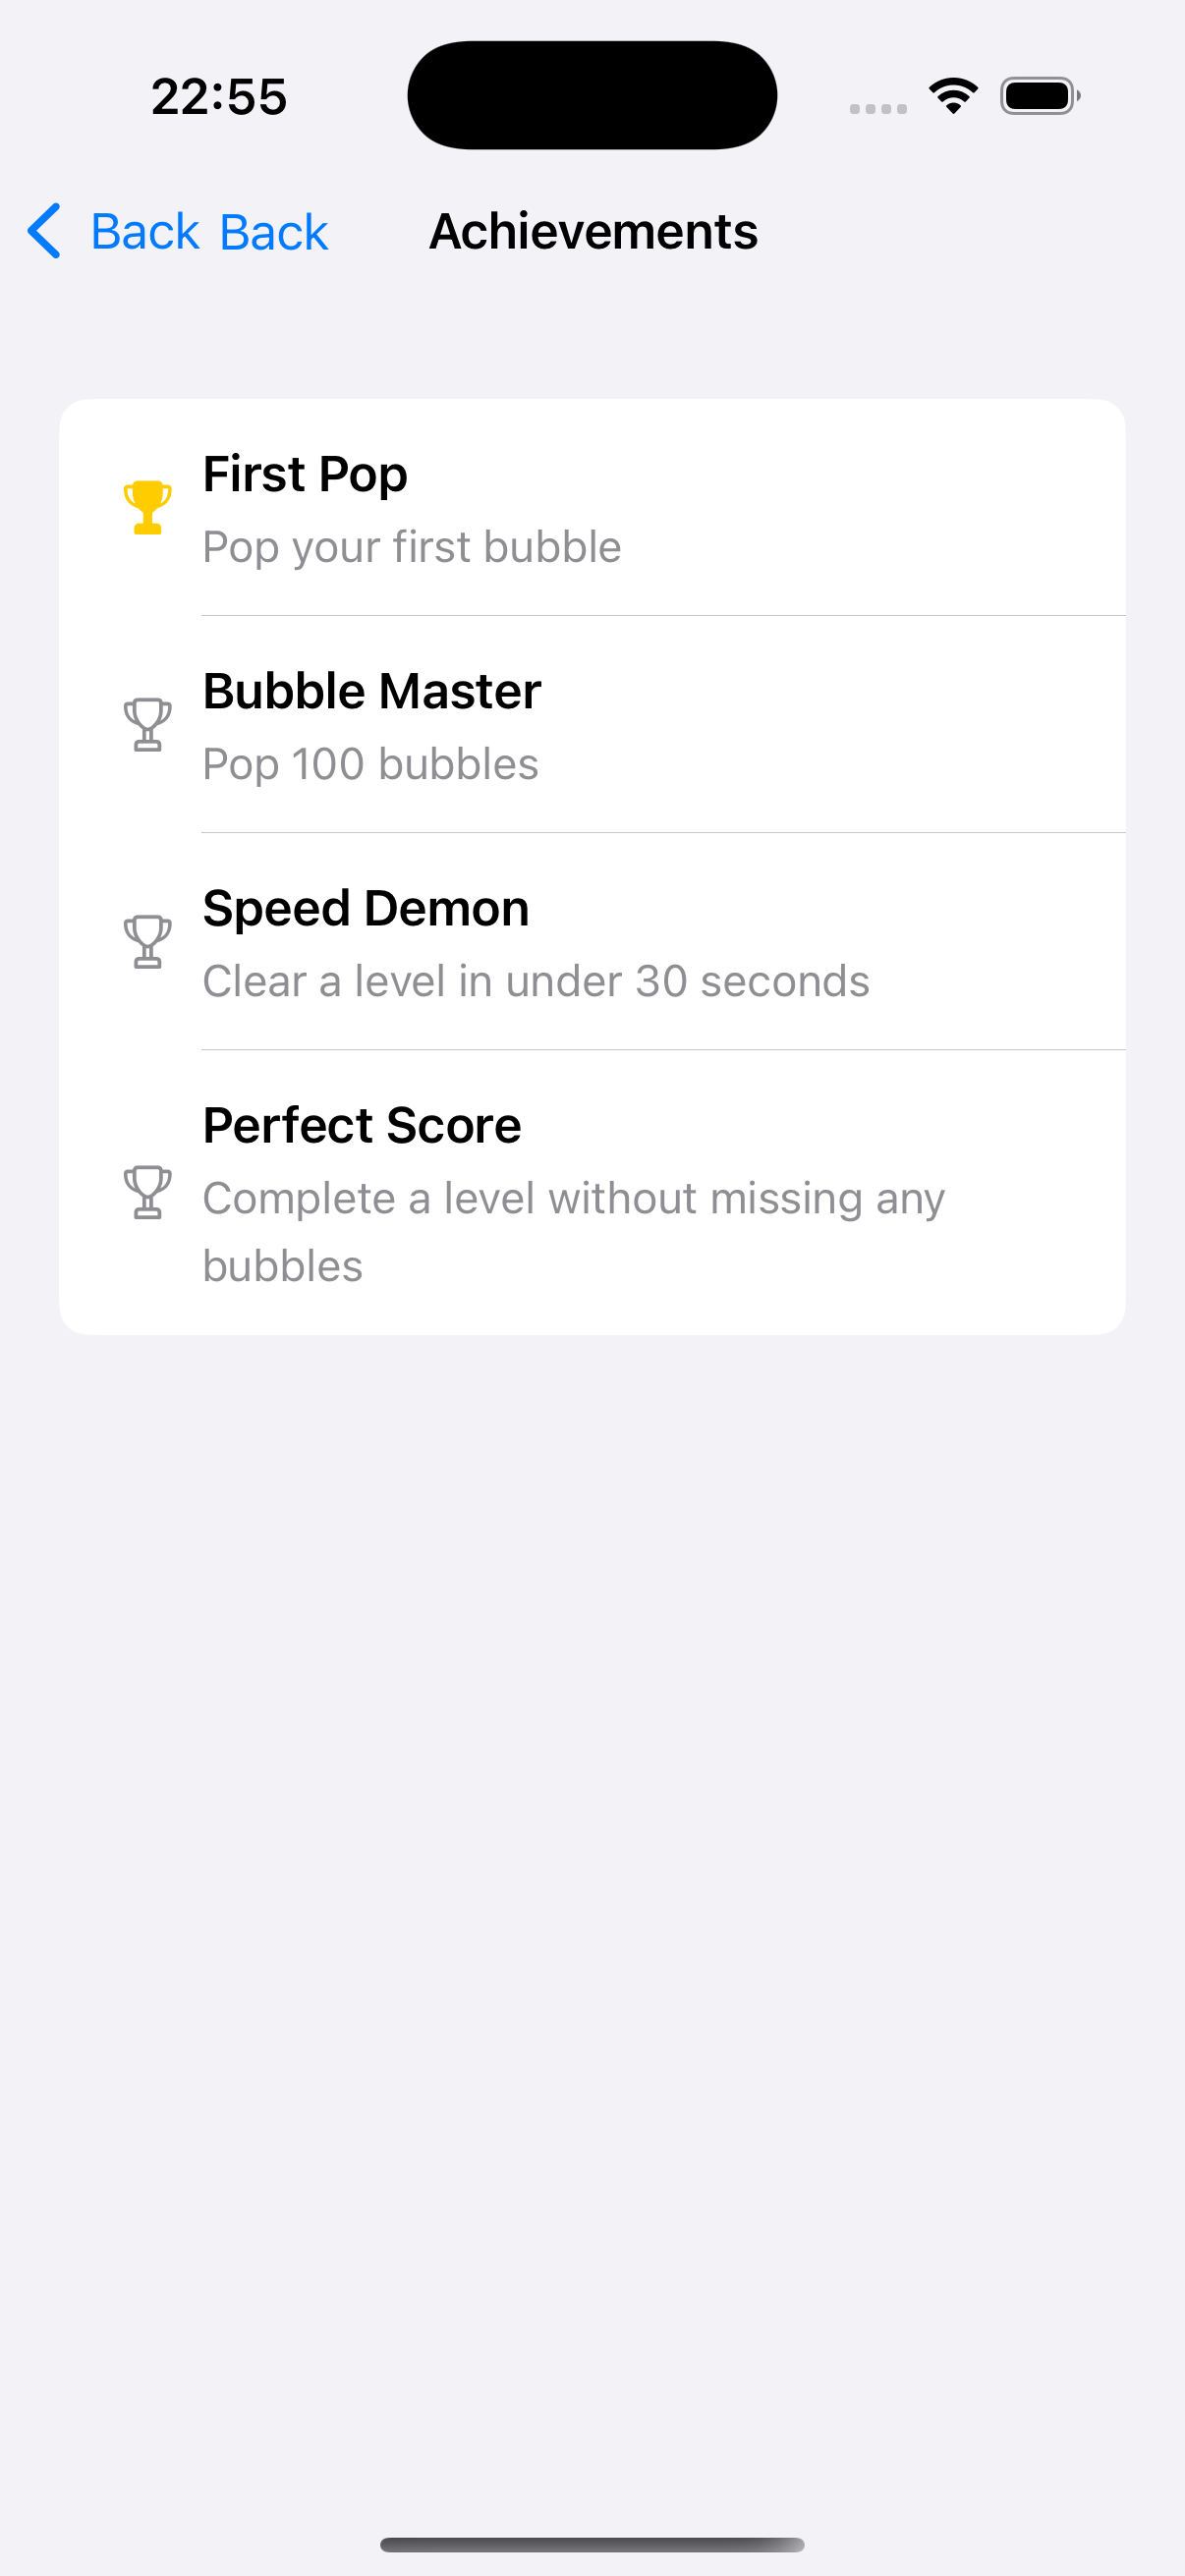 22:55
Back Back Achievements
First Pop
Pop your first bubble
Bubble Master
Pop 100 bubbles
Speed Demon
Clear a level in under 30 seconds
Perfect Score
Complete a level without missing any
bubbles